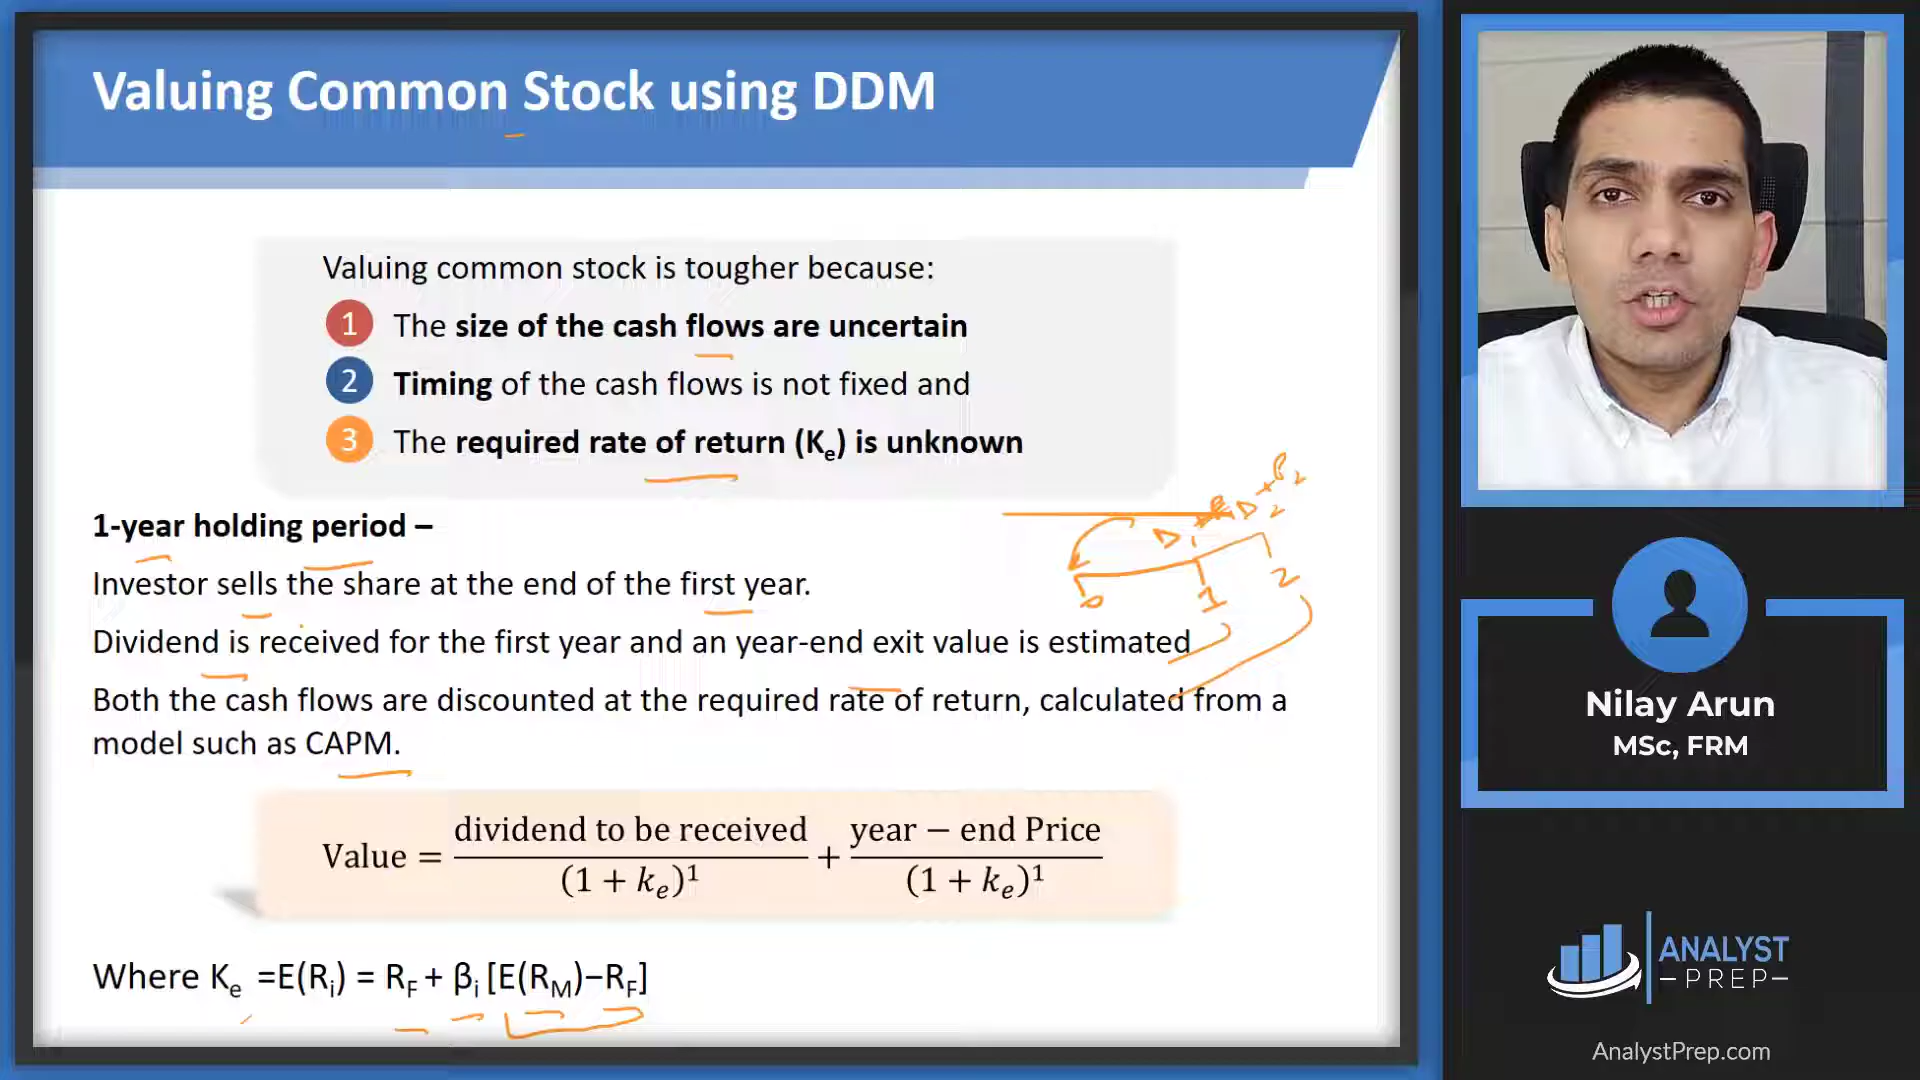 Valuing Common Stock using DDM
Valuing common stock is tougher because:
1 The size of the cash flows are uncertain
2 Timing of the cash flows is not fixed and
3 The required rate of return (Ke) is unknown
1-year holding period –
Investor sells the share at the end of the first year.
Dividend is received for the first year and an year-end exit value is estimated
Both the cash flows are discounted at the required rate of return, calculated from a
model such as CAPM.
Value = dividend to be received / (1 + ke)^1 + year − end Price / (1 + ke)^1
Where Ke =E(Ri) = RF + βi [E(RM)−RF]
+P2
D1 D2
0 1 2
Nilay Arun
MSc, FRM
ANALYST
PREP
AnalystPrep.com